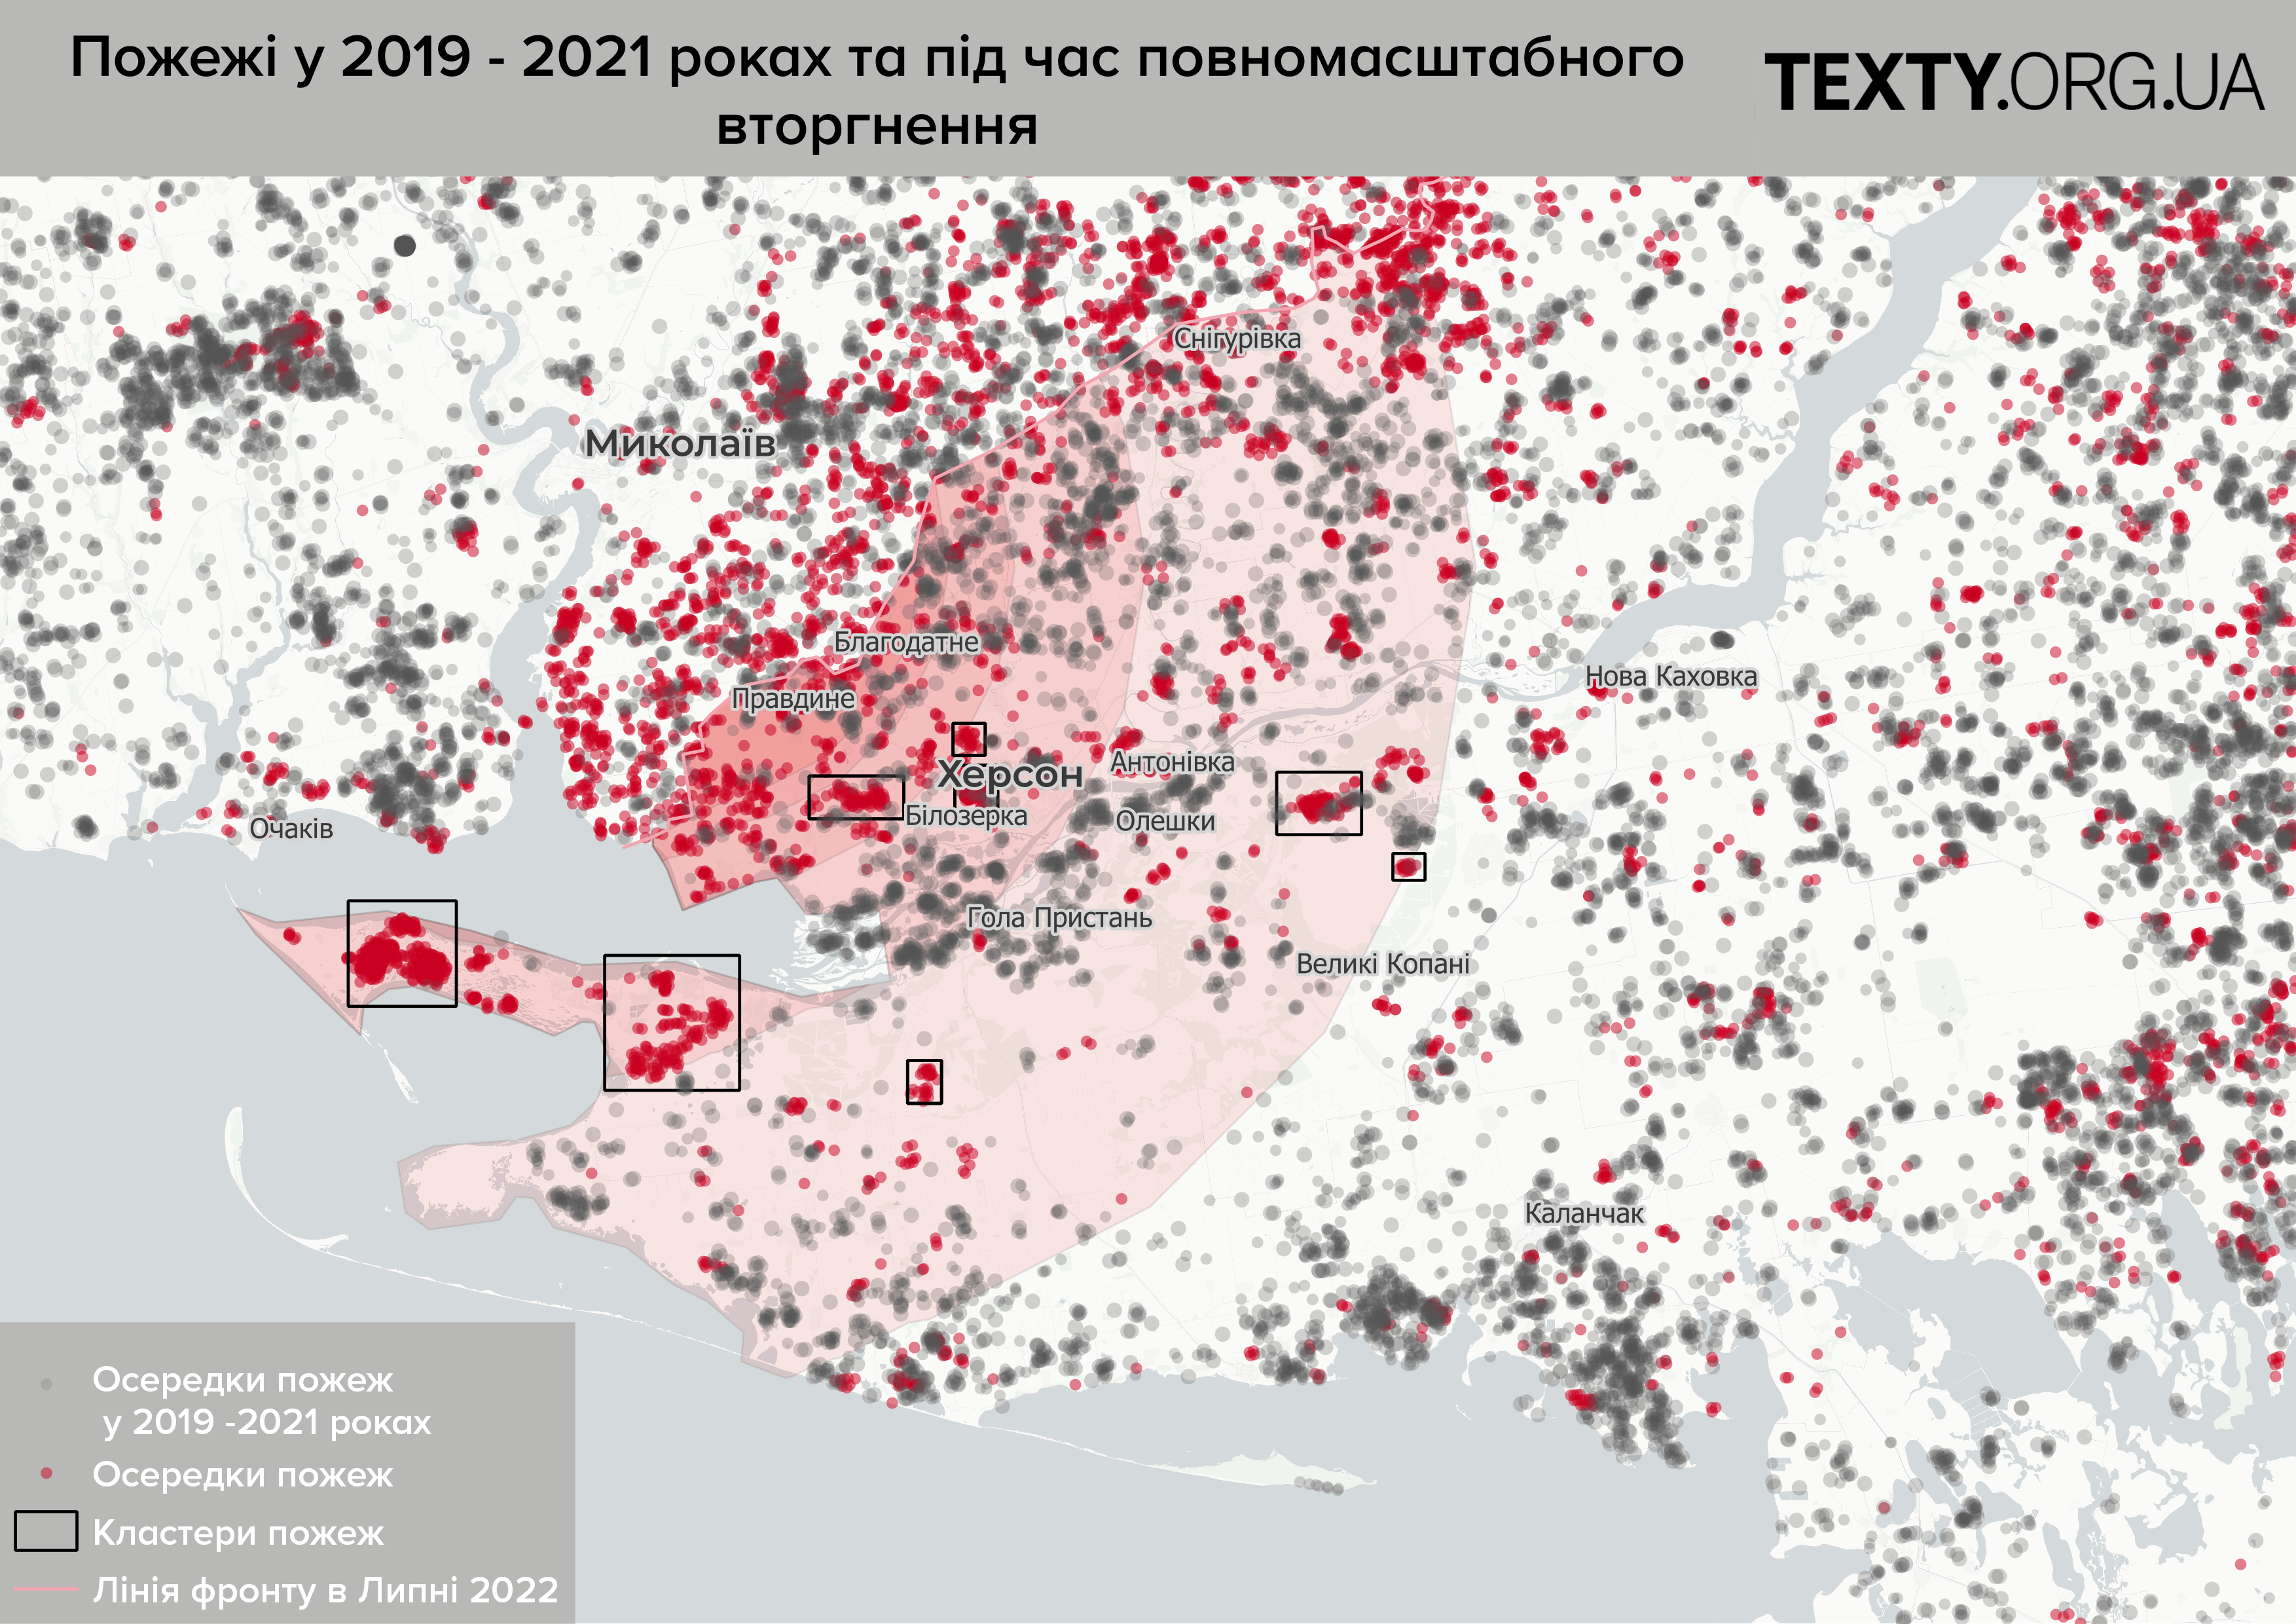 Пожежі у 2019 - 2021 роках та під час повномасштабного
вторгнення
TEXTY.ORG.UA
Снігурівка
Миколаїв
Благодатне
Нова Каховка
Правдине
Антонівка
Херсон
Білозерка
Олешки
Очаків
Гола Пристань
Великі Копані
Каланчак
Осередки пожеж
у 2019 -2021 роках
Осередки пожеж
Кластери пожеж
Лінія фронту в Липні 2022